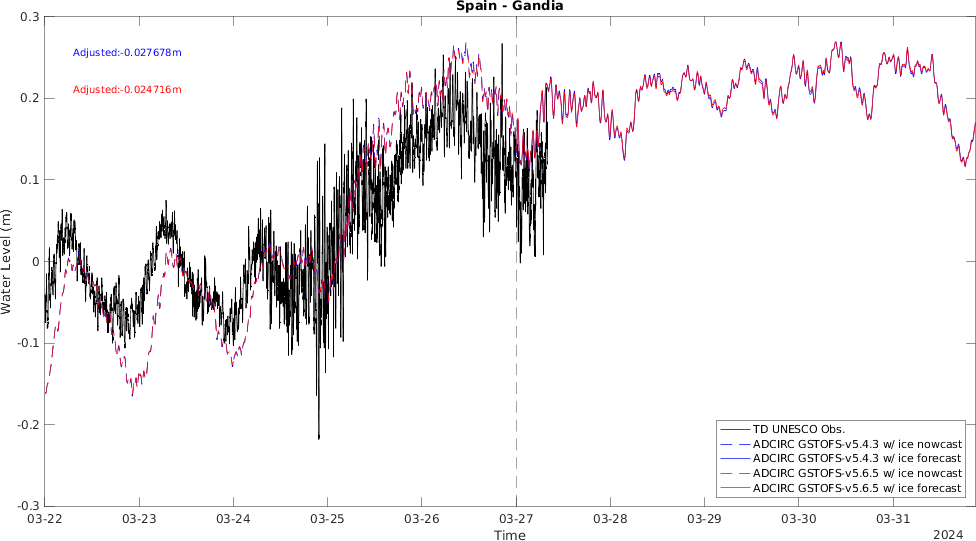 Spain - Gandia
0.3
Adjusted:-0.027678m
Adjusted:-0.024716m
0.2
0.1
0
-0.1
-0.2
-0.3
Water Level (m)
TD UNESCO Obs.
ADCIRC GSTOFS-v5.4.3 w/ ice nowcast
ADCIRC GSTOFS-v5.4.3 w/ ice forecast
ADCIRC GSTOFS-v5.6.5 w/ ice nowcast
ADCIRC GSTOFS-v5.6.5 w/ ice forecast
03-22 03-23 03-24 03-25 03-26 03-27 03-28 03-29 03-30 03-31
Time
2024